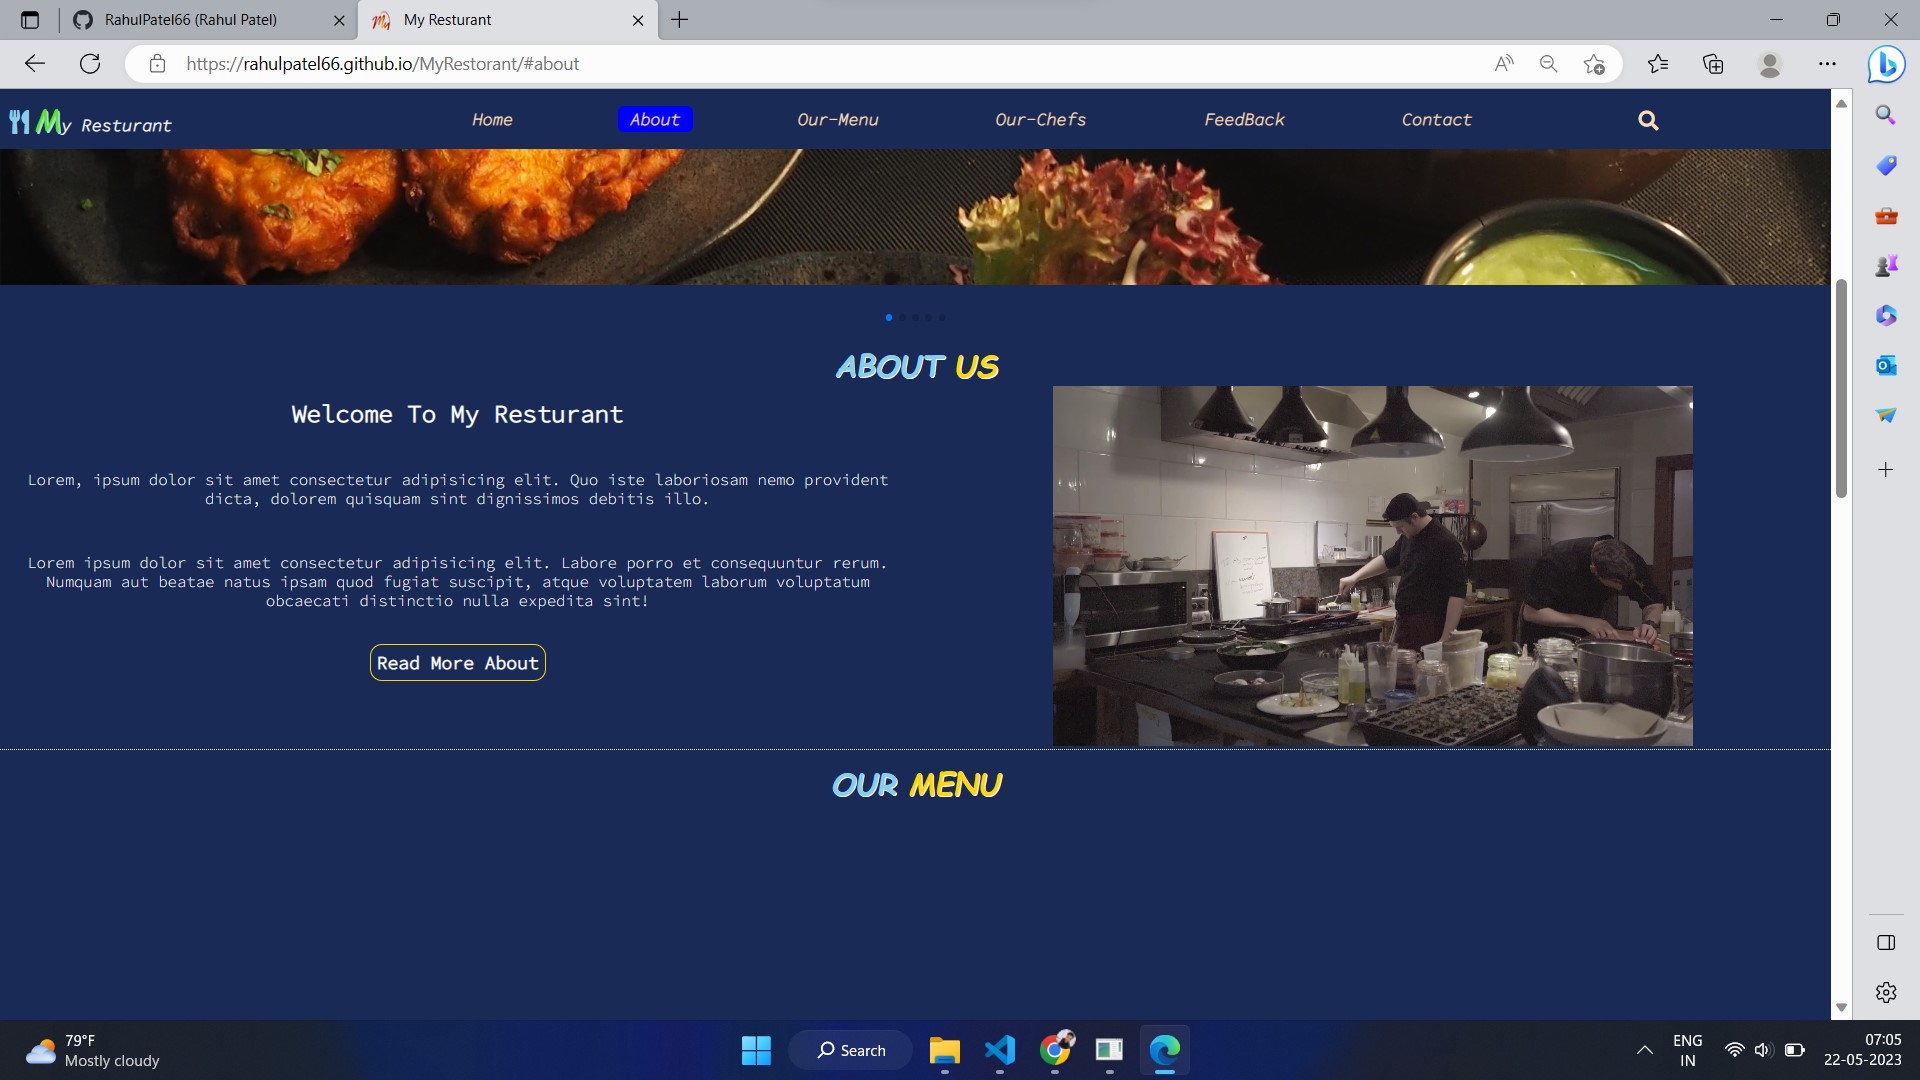 RahulPatel66 (Rahul Patel)
My Resturant
https://rahulpatel66.github.io/MyRestorant/#about
My Resturant
Home
About
Our-Menu
Our-Chefs
FeedBack
Contact
ABOUT US
Welcome To My Resturant
Lorem, ipsum dolor sit amet consectetur adipisicing elit. Quo iste laboriosam nemo provident
dicta, dolorem quisquam sint dignissimos debitis illo.
Lorem ipsum dolor sit amet consectetur adipisicing elit. Labore porro et consequuntur rerum.
Numquam aut beatae natus ipsam quod fugiat suscipit, atque voluptatem laborum voluptatum
obcaecati distinctio nulla expedita sint!
Read More About
OUR MENU
79°F
Mostly cloudy
Search
ENG
IN
07:05
22-05-2023